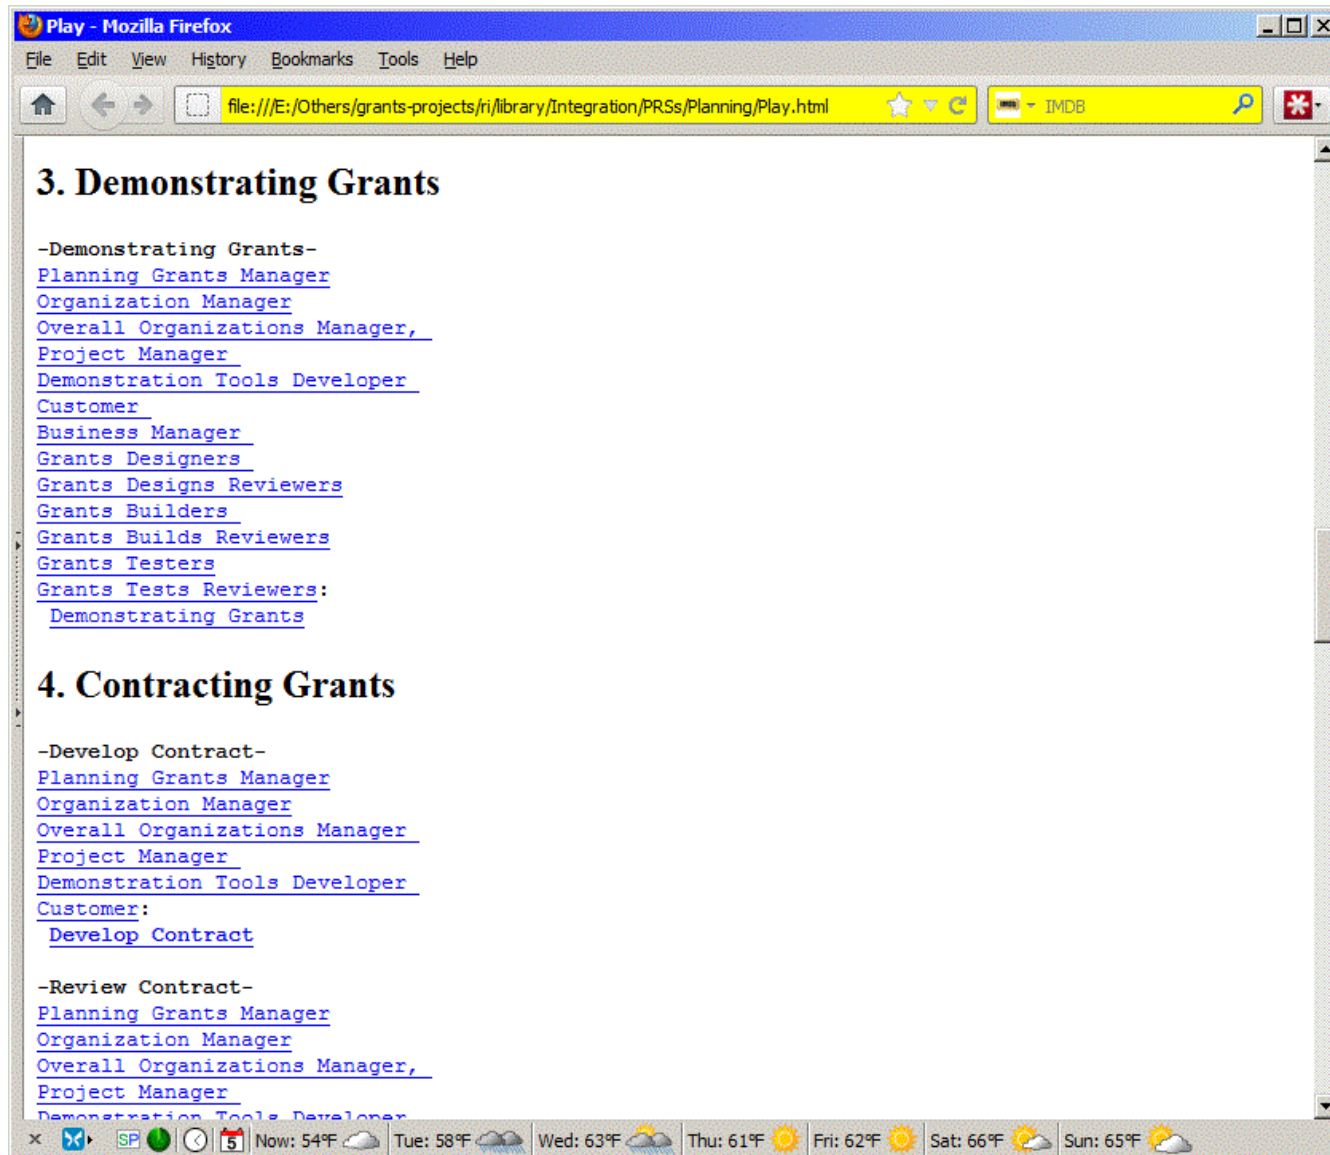 Play - Mozilla Firefox
File Edit View History Bookmarks Tools Help
file:///E:/Others/grants-projects/ri/library/Integration/PRSs/Planning/Play.html IMDB
3. Demonstrating Grants
-Demonstrating Grants-
Planning Grants Manager
Organization Manager
Overall Organizations Manager,
Project Manager
Demonstration Tools Developer
Customer
Business Manager
Grants Designers
Grants Designs Reviewers
Grants Builders
Grants Builds Reviewers
Grants Testers
Grants Tests Reviewers:
Demonstrating Grants
4. Contracting Grants
-Develop Contract-
Planning Grants Manager
Organization Manager
Overall Organizations Manager
Project Manager
Demonstration Tools Developer
Customer:
Develop Contract
-Review Contract-
Planning Grants Manager
Organization Manager
Overall Organizations Manager,
Project Manager
Demonstration Tools Developer
SP 5 Now: 54°F Tue: 58°F Wed: 63°F Thu: 61°F Fri: 62°F Sat: 66°F Sun: 65°F